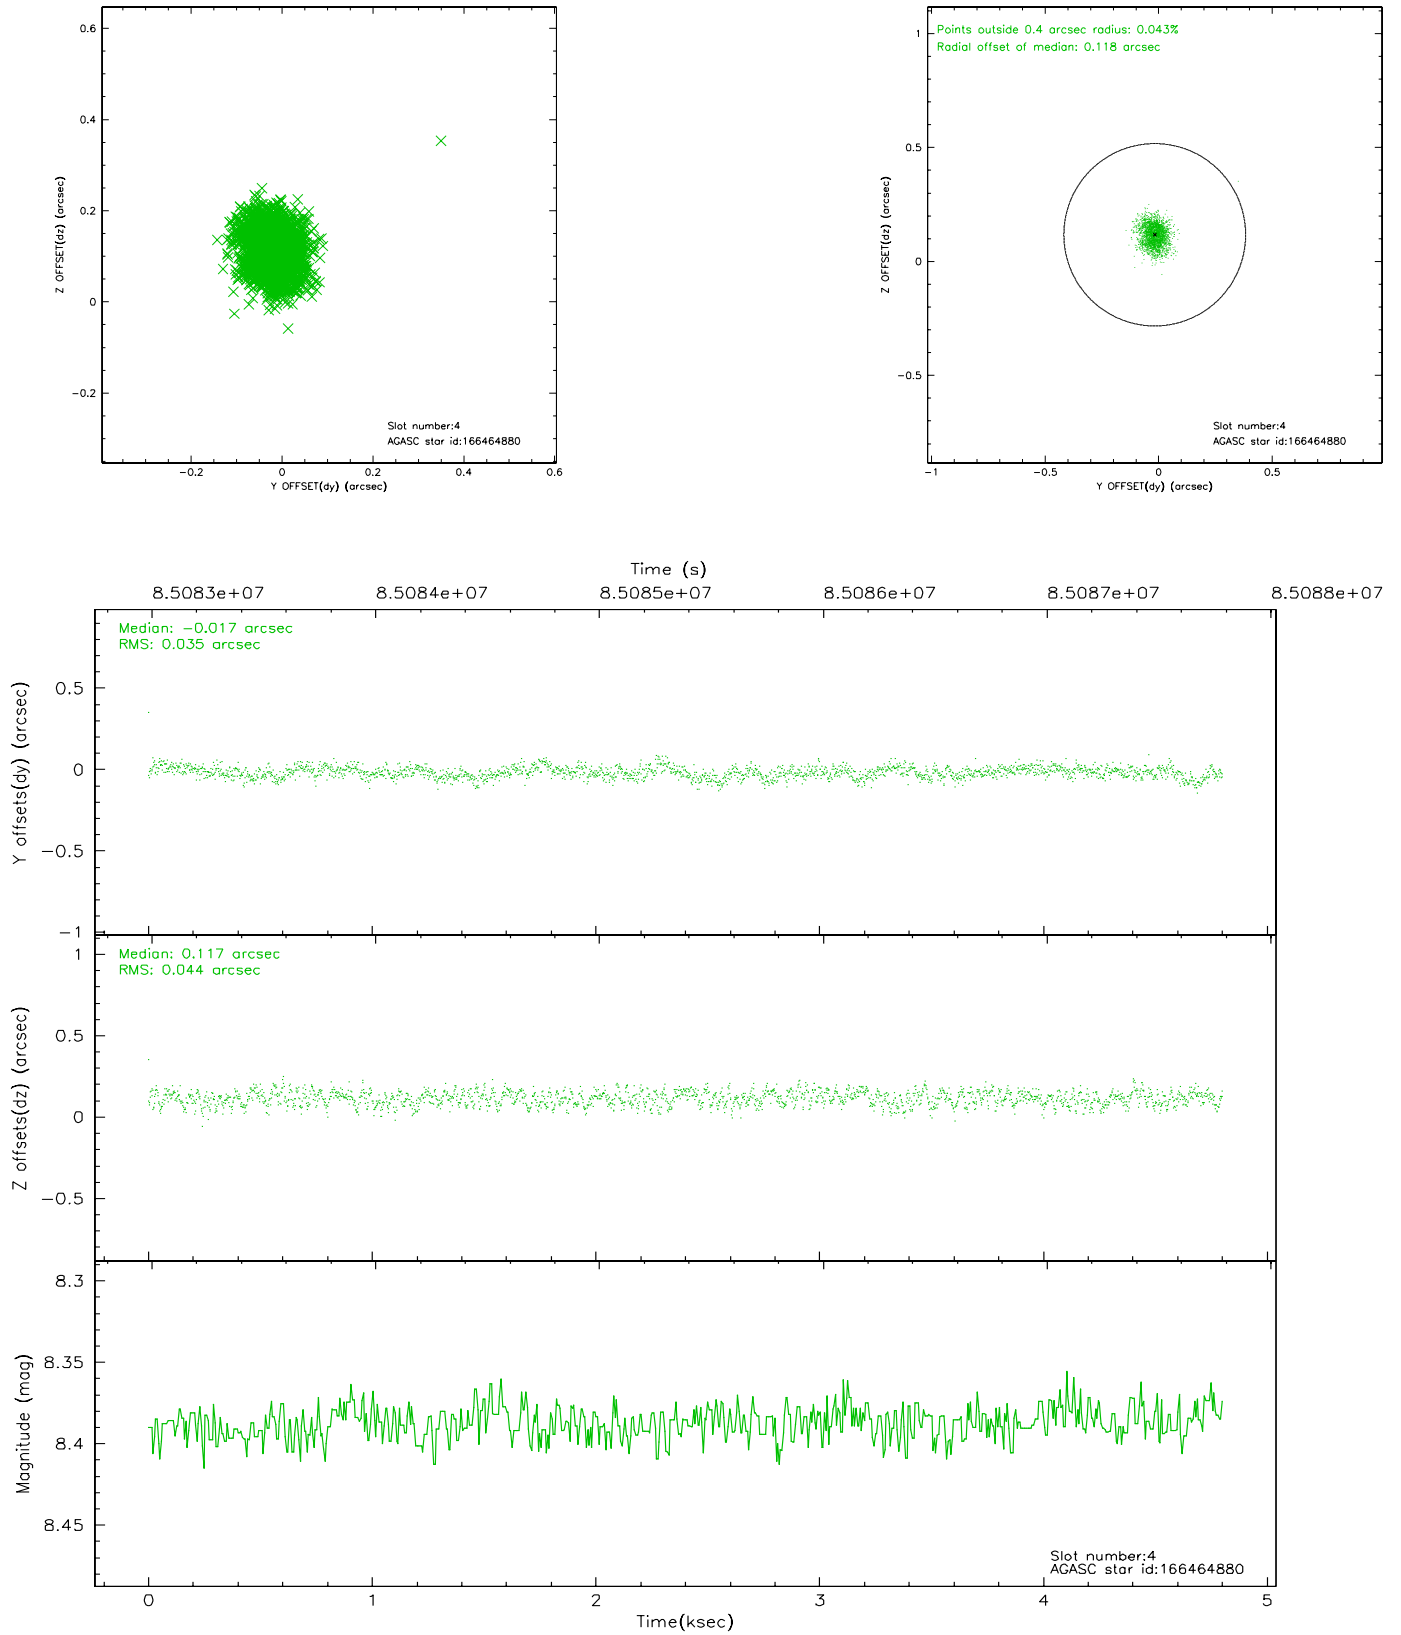 0.6
0.4
0.2
0
−0.2
Z OFFSET(dz) (arcsec)
Slot number:4
AGASC star id:166464880
−0.2 0 0.2 0.4 0.6
Y OFFSET(dy) (arcsec)
Points outside 0.4 arcsec radius: 0.043%
Radial offset of median: 0.118 arcsec
1
0.5
0
−0.5
Z OFFSET(dz) (arcsec)
Slot number:4
AGASC star id:166464880
−1 −0.5 0 0.5
Y OFFSET(dy) (arcsec)
Time (s)
8.5083e+07 8.5084e+07 8.5085e+07 8.5086e+07 8.5087e+07 8.5088e+07
Median: −0.017 arcsec
RMS: 0.035 arcsec
0.5
0
−0.5
−1
Y offsets(dy) (arcsec)
Median: 0.117 arcsec
RMS: 0.044 arcsec
1
0.5
0
−0.5
Z offsets(dz) (arcsec)
8.3
8.35
8.4
8.45
Magnitude (mag)
Slot number:4
AGASC star id:166464880
0 1 2 3 4 5
Time(ksec)